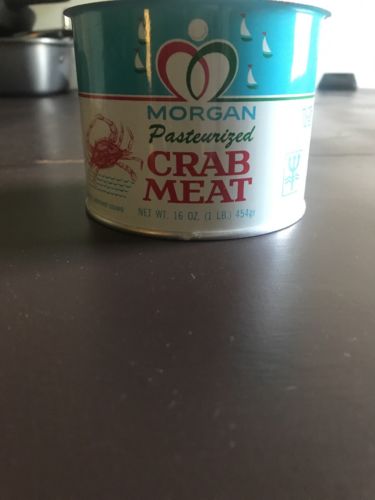 MORGAN
Pasteurized
CRAB
MEAT
NET WT. 16 OZ. (1 LB.) 454gr